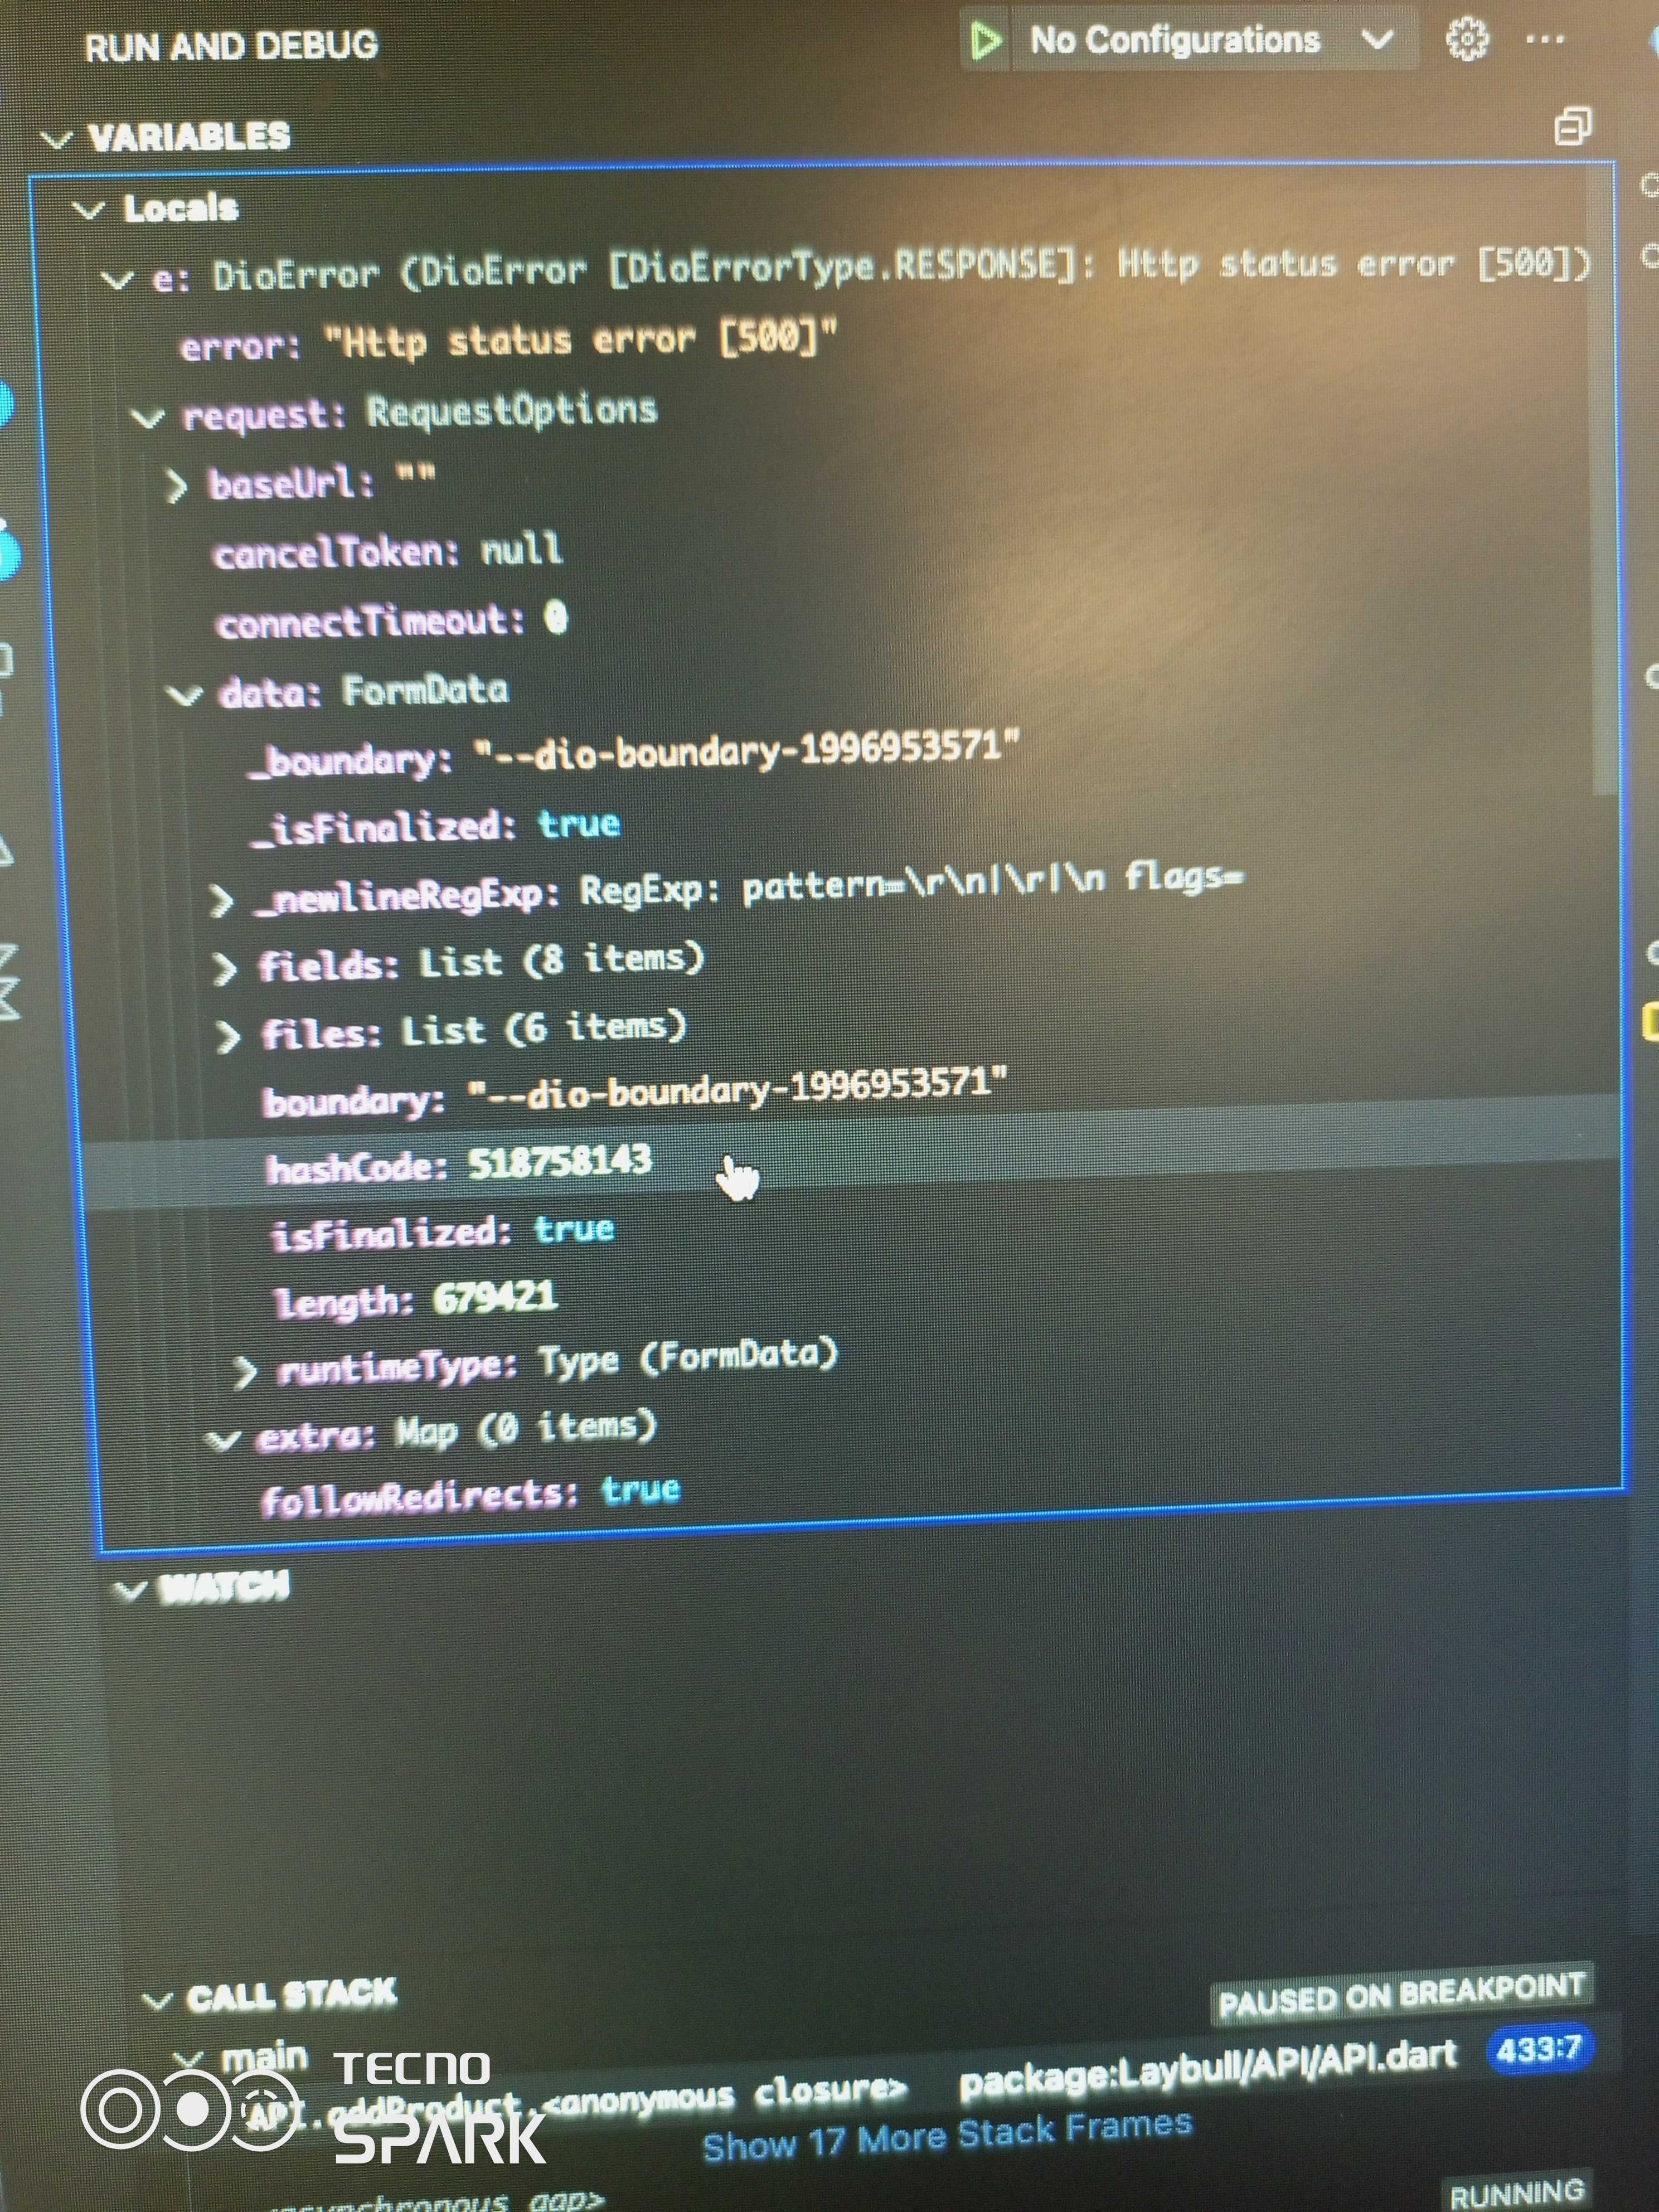 RUN AND DEBUG
No Configurations
VARIABLES
Locals
e: DioError (DioError [DioErrorType.RESPONSE]: Http status error [500])
error: "Http status error [500]"
request: RequestOptions
baseUrl: ""
cancelToken: null
connectTimeout: 0
data: FormData
_boundary: "--dio-boundary-1996953571"
_isFinalized: true
_newlineRegExp: RegExp: pattern=\r\n|\r|\n flags=
fields: List (8 items)
files: List (6 items)
boundary: "--dio-boundary-1996953571"
hashCode: 518758143
isFinalized: true
length: 679421
runtimeType: Type (FormData)
extra: Map (0 items)
followRedirects: true
WATCH
CALL STACK
PAUSED ON BREAKPOINT
main
API.addProduct.<anonymous closure> package:Laybull/API/API.dart 433:7
Show 17 More Stack Frames
gap>
RUNNING
TECNO
SPARK